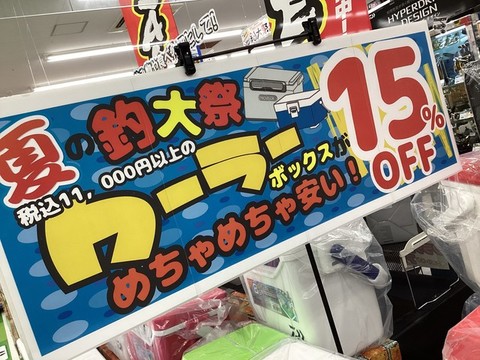 夏の釣大祭
税込11,000円以上の
クーラーボックスが
めちゃめちゃ安い!
15%
OFF
HYPERDRIVE
DESIGN